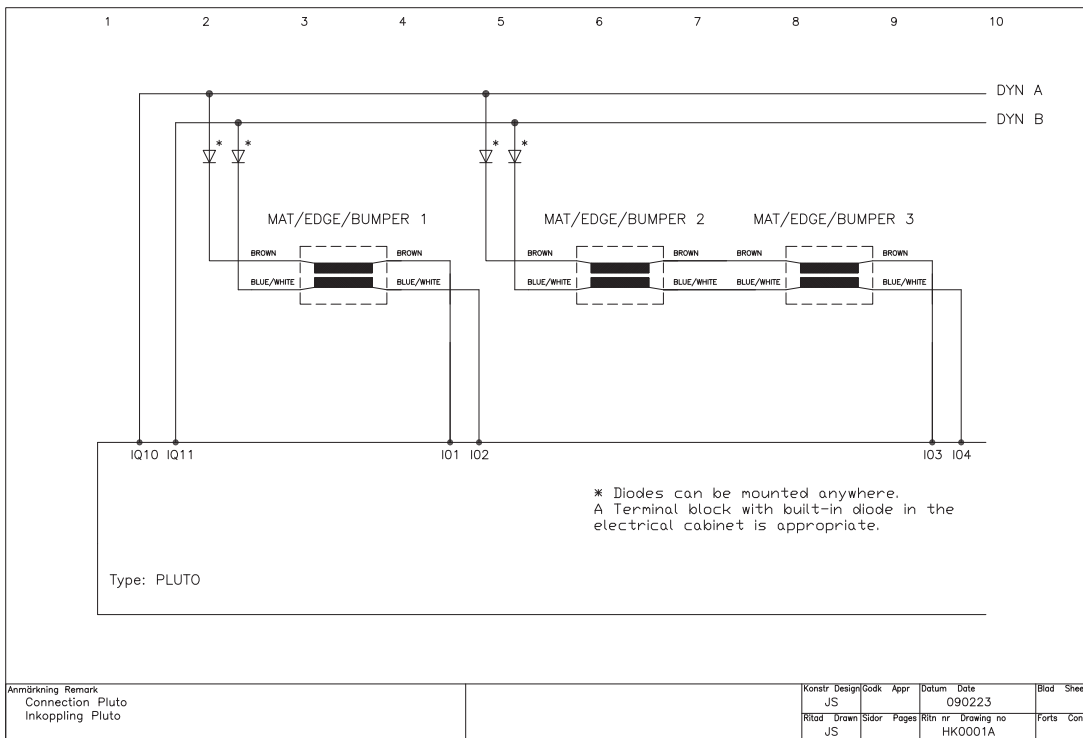 1 2 3 4 5 6 7 8 9 10
DYN A
DYN B
* *
* *
MAT/EDGE/BUMPER 1
MAT/EDGE/BUMPER 2
MAT/EDGE/BUMPER 3
BROWN BROWN BROWN BROWN BROWN BROWN
BLUE/WHITE BLUE/WHITE BLUE/WHITE BLUE/WHITE BLUE/WHITE BLUE/WHITE
IQ10 IQ11 I01 I02 I03 I04
* Diodes can be mounted anywhere.
A Terminal block with built-in diode in the
electrical cabinet is appropriate.
Type: PLUTO
Anmärkning Remark
Connection Pluto
Inkoppling Pluto
Konstr Design Godk Appr Datum Date Blad Shee
JS 090223
Ritad Drawn Sidor Pages Ritn nr Drawing no Forts Con
JS HK0001A